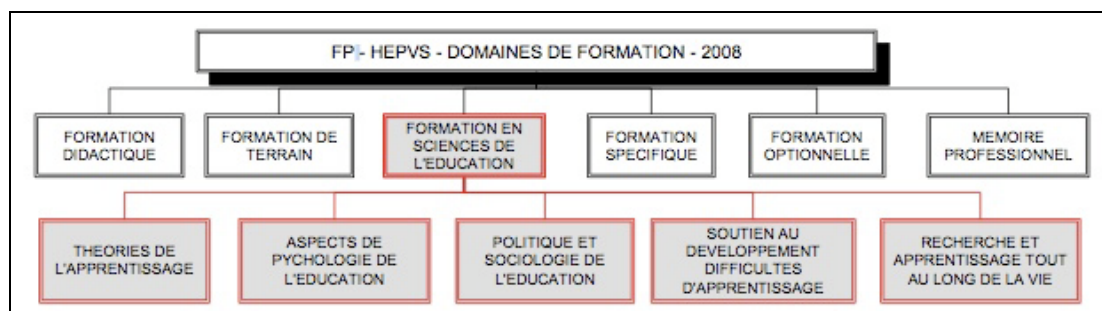 FPI - HEPVS - DOMAINES DE FORMATION - 2008
FORMATION
DIDACTIQUE
FORMATION DE
TERRAIN
FORMATION EN
SCIENCES DE
L'EDUCATION
FORMATION
SPECIFIQUE
FORMATION
OPTIONNELLE
MEMOIRE
PROFESSIONNEL
THEORIES DE
L'APPRENTISSAGE
ASPECTS DE
PYCHOLOGIE DE
L'EDUCATION
POLITIQUE ET
SOCIOLOGIE DE
L'EDUCATION
SOUTIEN AU
DEVELOPPEMENT
DIFFICULTES
D'APPRENTISSAGE
RECHERCHE ET
APPRENTISSAGE TOUT
AU LONG DE LA VIE